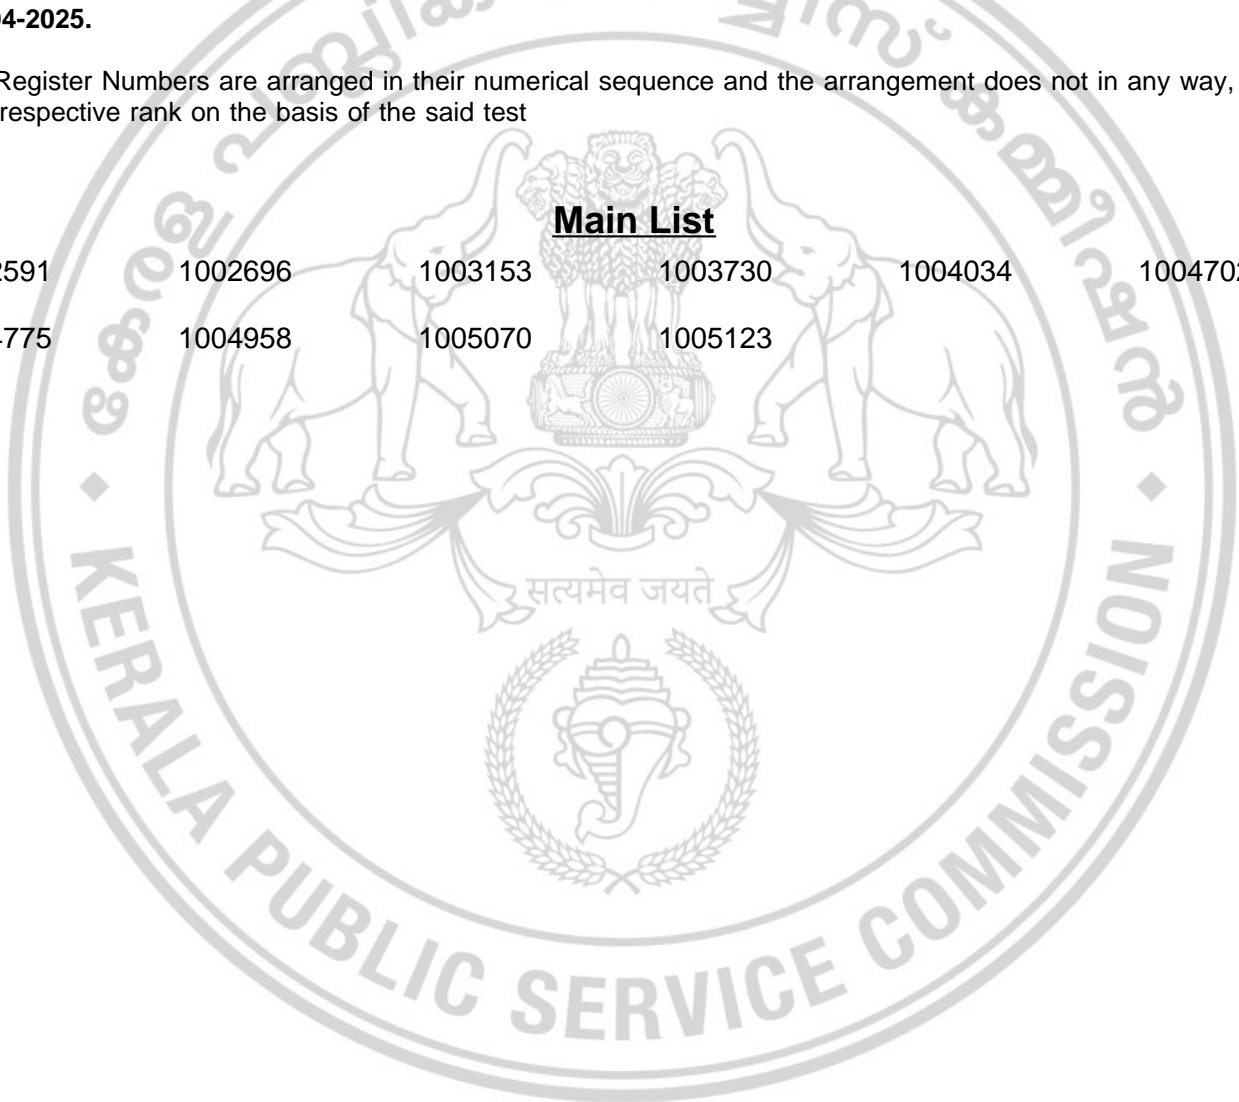 04-2025.
Register Numbers are arranged in their numerical sequence and the arrangement does not in any way,
respective rank on the basis of the said test
Main List
2591 1002696 1003153 1003730 1004034 1004702
4775 1004958 1005070 1005123
सत्यमेव जयते
KERALA PUBLIC SERVICE COMMISSION